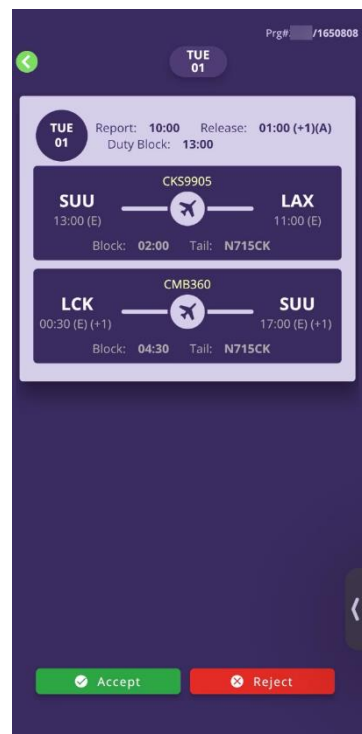 Prg#. /1650808
TUE
01
TUE
01
Report: 10:00 Release: 01:00 (+1)(A)
Duty Block: 13:00
CKS9905
SUU LAX
13:00 (E) 11:00 (E)
Block: 02:00 Tail: N715CK
CMB360
LCK SUU
00:30 (E) (+1) 17:00 (E) (+1)
Block: 04:30 Tail: N715CK
Accept Reject